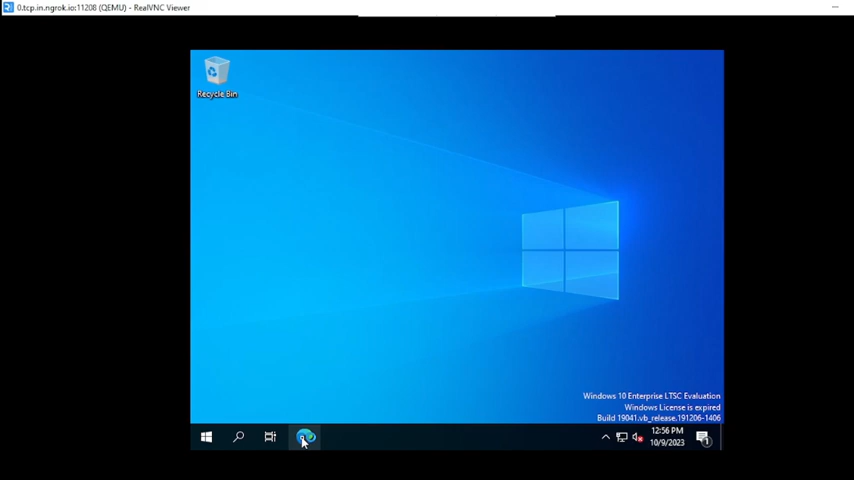 0.tcp.in.ngrok.io:11208 (QEMU) - RealVNC Viewer
Recycle Bin
Windows 10 Enterprise LTSC Evaluation
Windows License is expired
Build 19041.vb_release.191206-1406
12:56 PM
10/9/2023
1